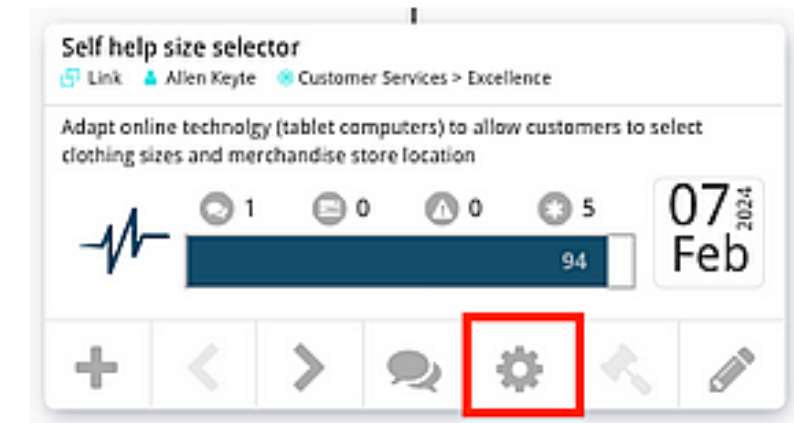 Self help size selector
Link Allen Keyte Customer Services > Excellence
Adapt online technolgy (tablet computers) to allow customers to select
clothing sizes and merchandise store location
1 0 0 5
94
07 2024
Feb